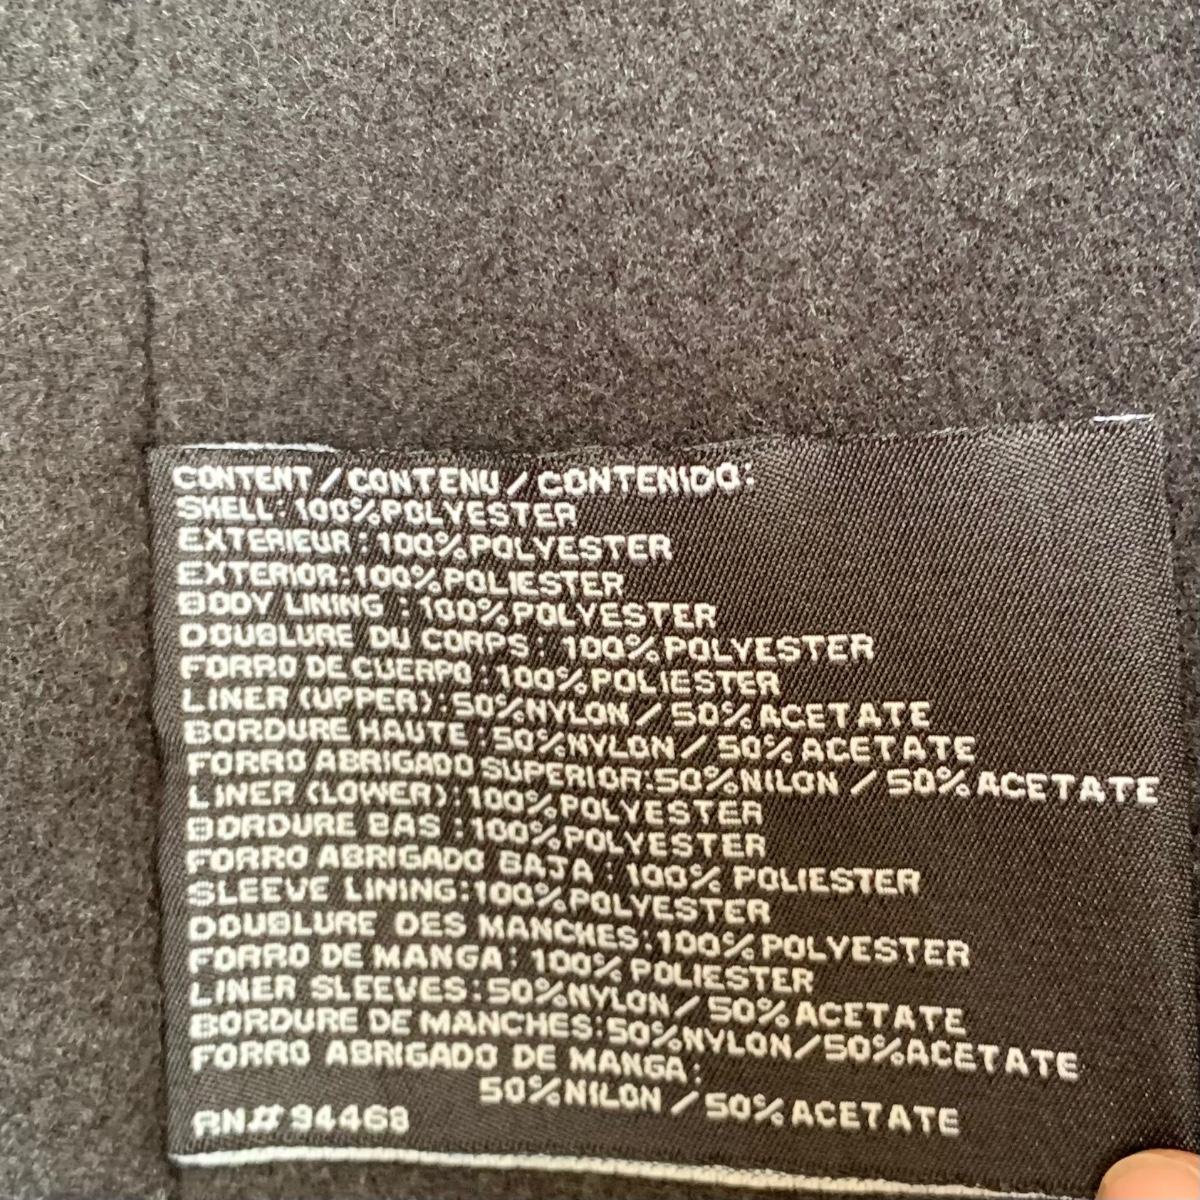 CONTENT / CONTENU / CONTENIDO:
SHELL: 100% POLYESTER
EXTERIEUR: 100% POLYESTER
EXTERIOR: 100% POLIESTER
BODY LINING : 100% POLYESTER
DOUBLURE DU CORPS: 100% POLYESTER
FORRO DE CUERPO: 100% POLIESTER
LINER (UPPER): 50% NYLON / 50% ACETATE
BORDURE HAUTE : 50% NYLON / 50% ACETATE
FORRO ABRIGADO SUPERIOR: 50% NILON / 50% ACETATE
LINER (LOWER): 100% POLYESTER
BORDURE BAS : 100% POLYESTER
FORRO ABRIGADO BAJA : 100% POLIESTER
SLEEVE LINING: 100% POLYESTER
DOUBLURE DES MANCHES: 100% POLYESTER
FORRO DE MANGA: 100% POLIESTER
LINER SLEEVES: 50% NYLON / 50% ACETATE
BORDURE DE MANCHES: 50% NYLON/50% ACETATE
FORRO ABRIGADO DE MANGA:
50% NILON / 50% ACETATE
RN# 94468